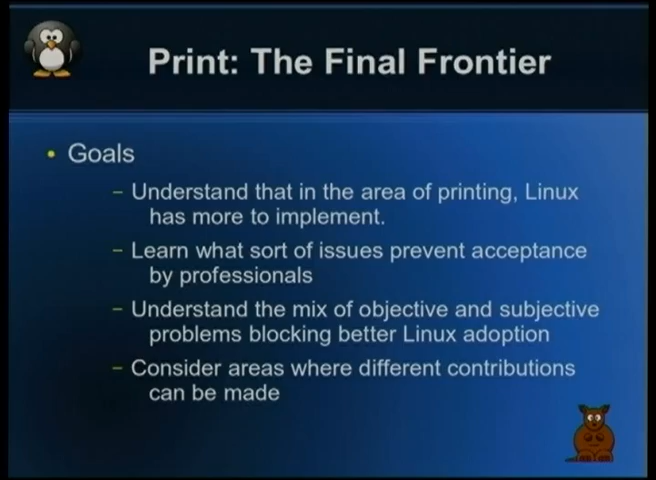 Print: The Final Frontier
• Goals
– Understand that in the area of printing, Linux
has more to implement.
– Learn what sort of issues prevent acceptance
by professionals
– Understand the mix of objective and subjective
problems blocking better Linux adoption
– Consider areas where different contributions
can be made